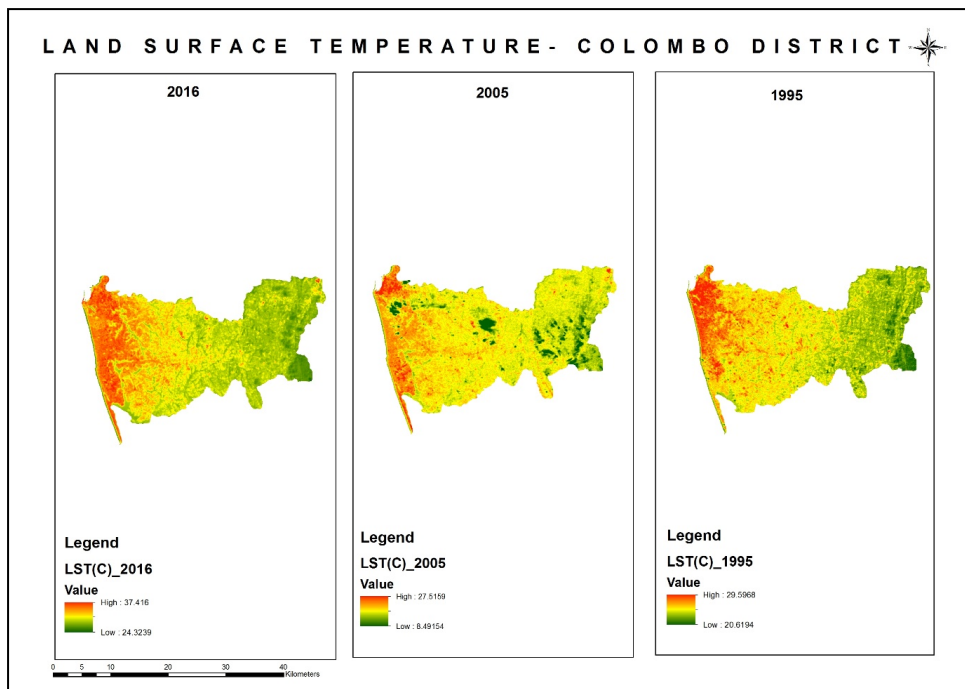 LAND SURFACE TEMPERATURE- COLOMBO DISTRICT
2016
Legend
LST(C)_2016
Value
High : 37.416
Low : 24.3239
2005
Legend
LST(C)_2005
Value
High : 27.5159
Low : 8.49154
1995
Legend
LST(C)_1995
Value
High : 29.5968
Low : 20.6194
0 5 10 20 30 40
Kilometers